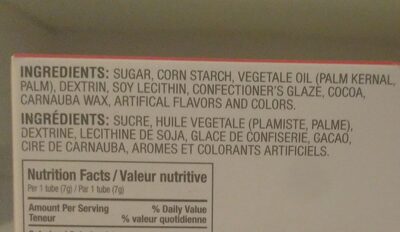 INGREDIENTS: SUGAR, CORN STARCH, VEGETALE OIL (PALM KERNAL,
PALM), DEXTRIN, SOY LECITHIN, CONFECTIONER'S GLAZE, COCOA,
CARNAUBA WAX, ARTIFICAL FLAVORS AND COLORS.
INGRÉDIENTS: SUCRE, HUILE VEGETALE (PLAMISTE, PALME),
DEXTRINE, LECITHINE DE SOJA, GLACE DE CONFISERIE, GACAO,
CIRE DE CARNAUBA, AROMES ET COLORANTS ARTIFICIELS.
Nutrition Facts / Valeur nutritive
Per 1 tube (7g) / Par 1 tube (7g)
Amount Per Serving % Daily Value
Teneur % valeur quotidienne